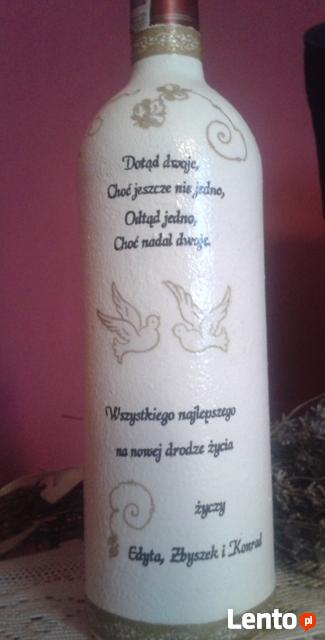 Dotąd dwoje,
Choć jeszcze nie jedno,
Odtąd jedno,
Choć nadal dwoje.
Wszystkiego najlepszego
na nowej drodze życia
życzy
Edyta, Zbyszek i Konrad
Lento.pl